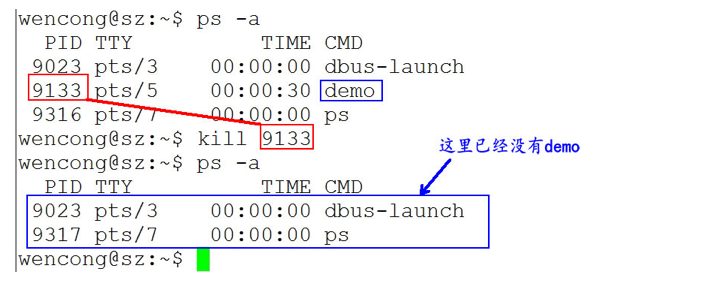 wencong@sz:~$ ps -a
PID TTY TIME CMD
9023 pts/3 00:00:00 dbus-launch
9133 pts/5 00:00:30 demo
9316 pts/7 00:00:00 ps
wencong@sz:~$ kill 9133
wencong@sz:~$ ps -a
这里已经没有demo
PID TTY TIME CMD
9023 pts/3 00:00:00 dbus-launch
9317 pts/7 00:00:00 ps
wencong@sz:~$